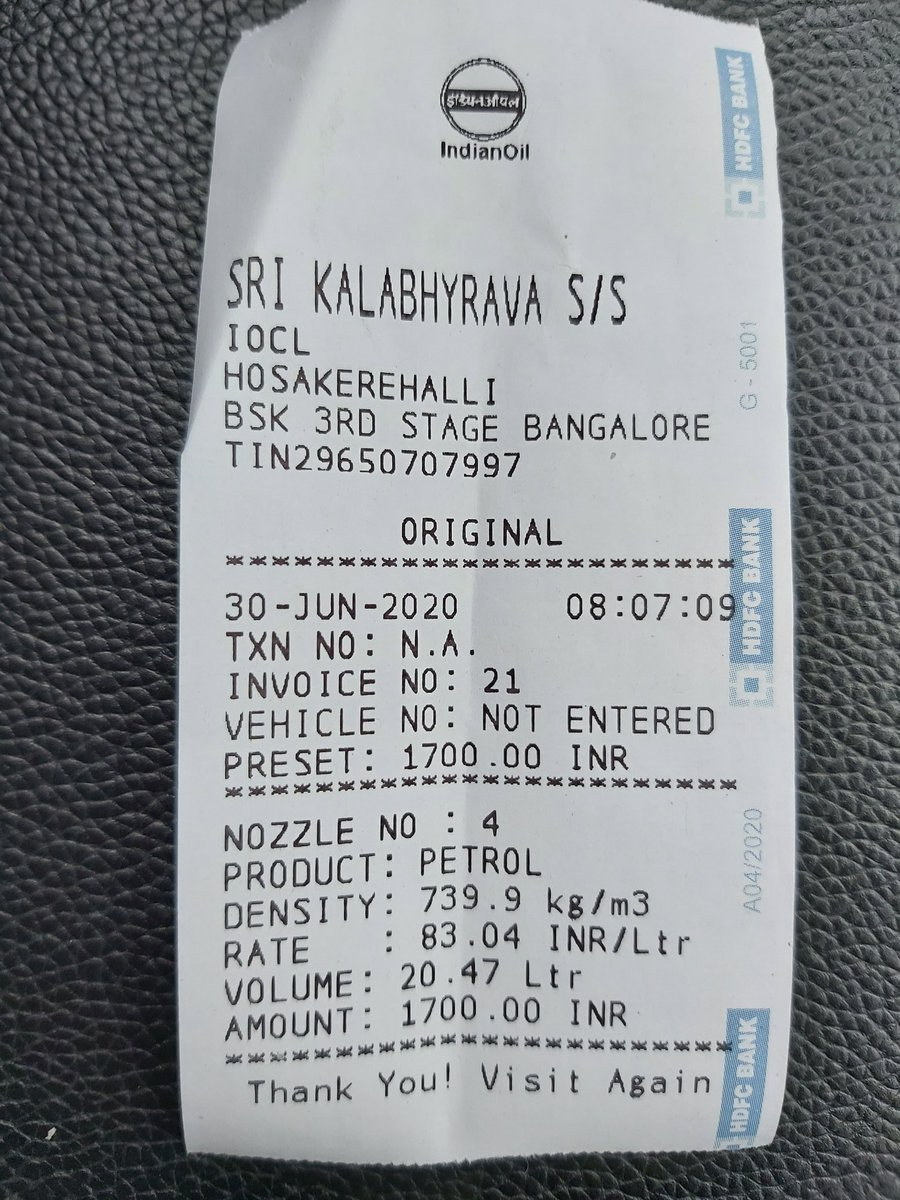 इंडियनऑयल
IndianOil
SRI KALABHYRAVA S/S
IOCL
HOSAKEREHALLI
BSK 3RD STAGE BANGALORE
TIN29650707997
ORIGINAL
************************
30-JUN-2020 08:07:09
TXN NO: N.A.
INVOICE NO: 21
VEHICLE NO: NOT ENTERED
PRESET: 1700.00 INR
************************
NOZZLE NO : 4
PRODUCT: PETROL
DENSITY: 739.9 kg/m3
RATE : 83.04 INR/Ltr
VOLUME: 20.47 Ltr
AMOUNT: 1700.00 INR
************************
Thank You! Visit Again
HDFC BANK
G - 5001
HDFC BANK
A04/2020
HDFC BANK